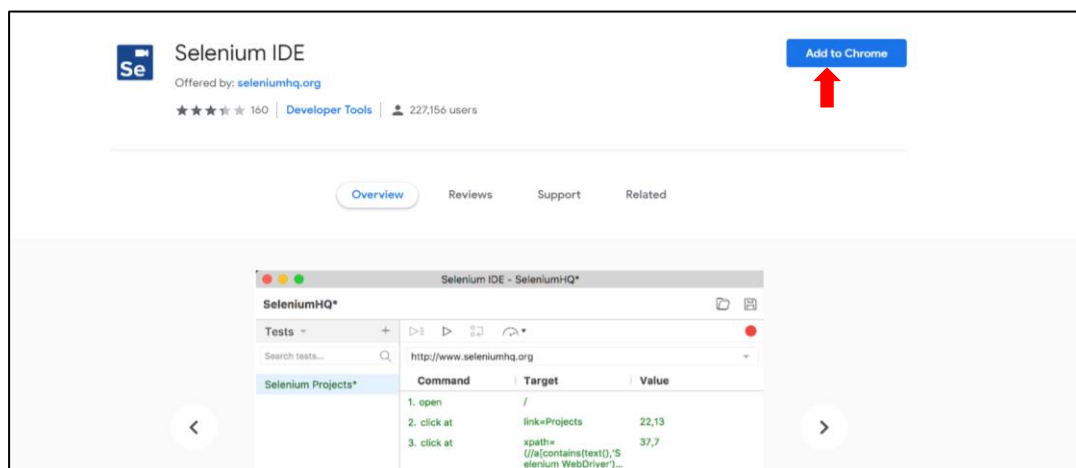 Se
Selenium IDE
Add to Chrome
Offered by: seleniumhq.org
160 | Developer Tools | 227,156 users
Overview Reviews Support Related
Selenium IDE - SeleniumHQ*
SeleniumHQ*
Tests
Search tests...
http://www.seleniumhq.org
Selenium Projects*
Command Target Value
1. open /
2. click at link=Projects 22,13
3. click at xpath= 37,7
(//a[contains(text(),'S
elenium WebDriver')...